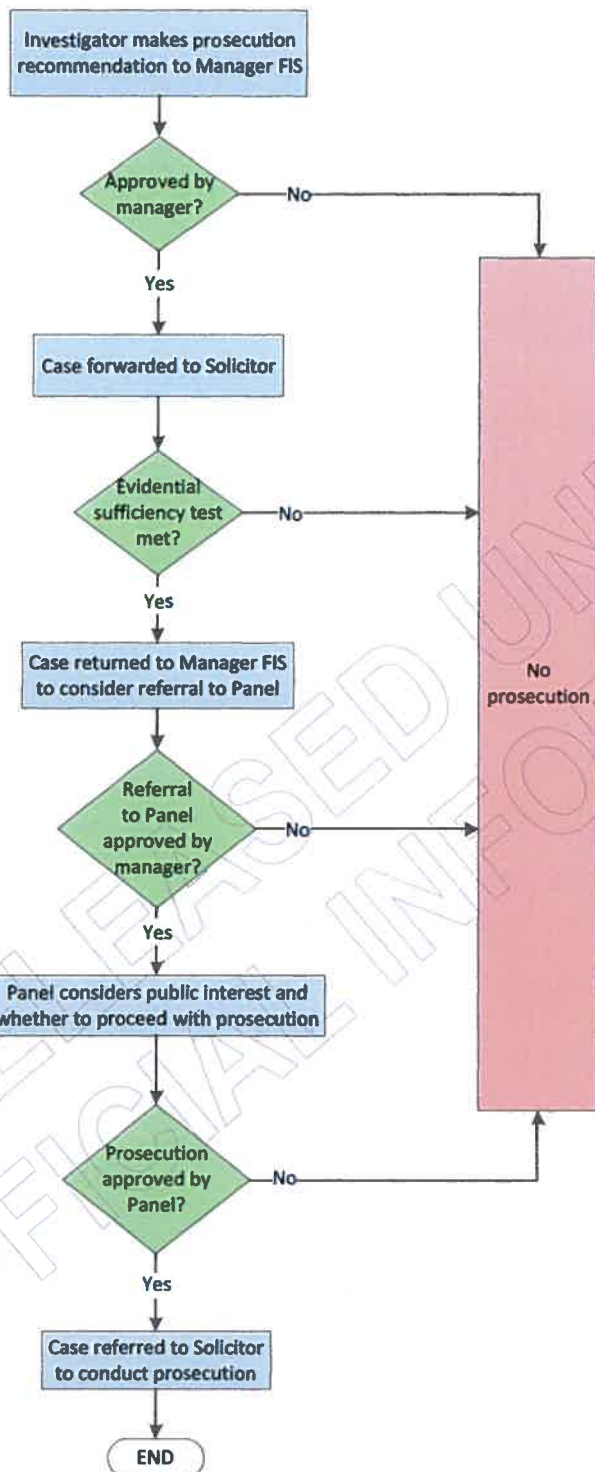 Investigator makes prosecution
recommendation to Manager FIS
Approved by
manager?
No
Yes
Case forwarded to Solicitor
Evidential
sufficiency test
met?
No
Yes
Case returned to Manager FIS
to consider referral to Panel
No
prosecution
Referral
to Panel
approved by
manager?
No
Yes
Panel considers public interest and
whether to proceed with prosecution
Prosecution
approved by
Panel?
No
Yes
Case referred to Solicitor
to conduct prosecution
END